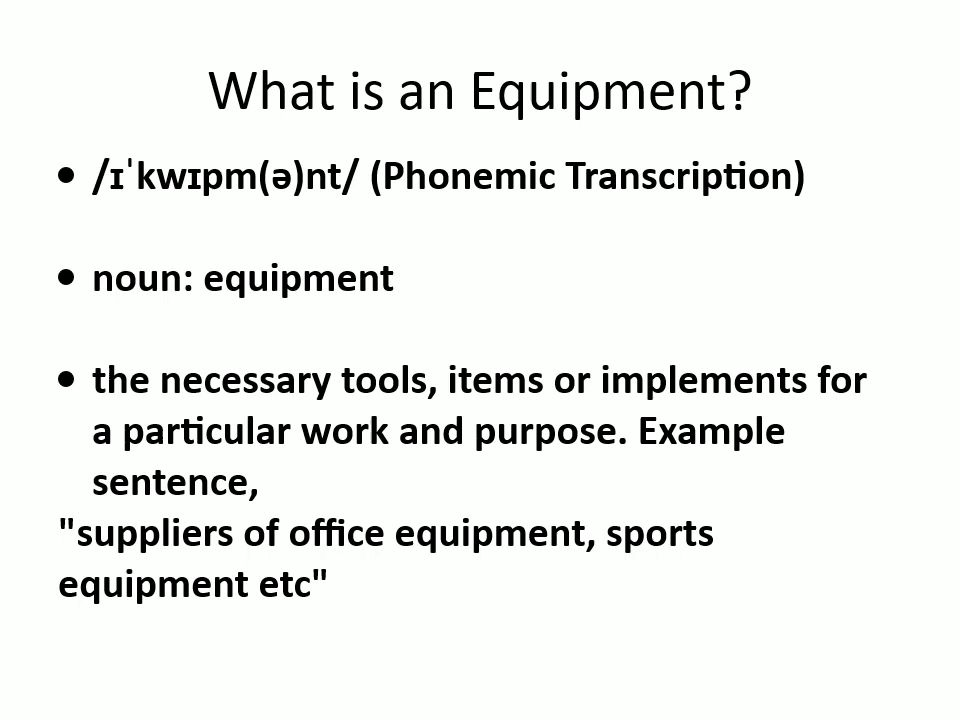 What is an Equipment?
• /ɪˈkwɪpm(ə)nt/ (Phonemic Transcription)
• noun: equipment
• the necessary tools, items or implements for
a particular work and purpose. Example
sentence,
"suppliers of office equipment, sports
equipment etc"